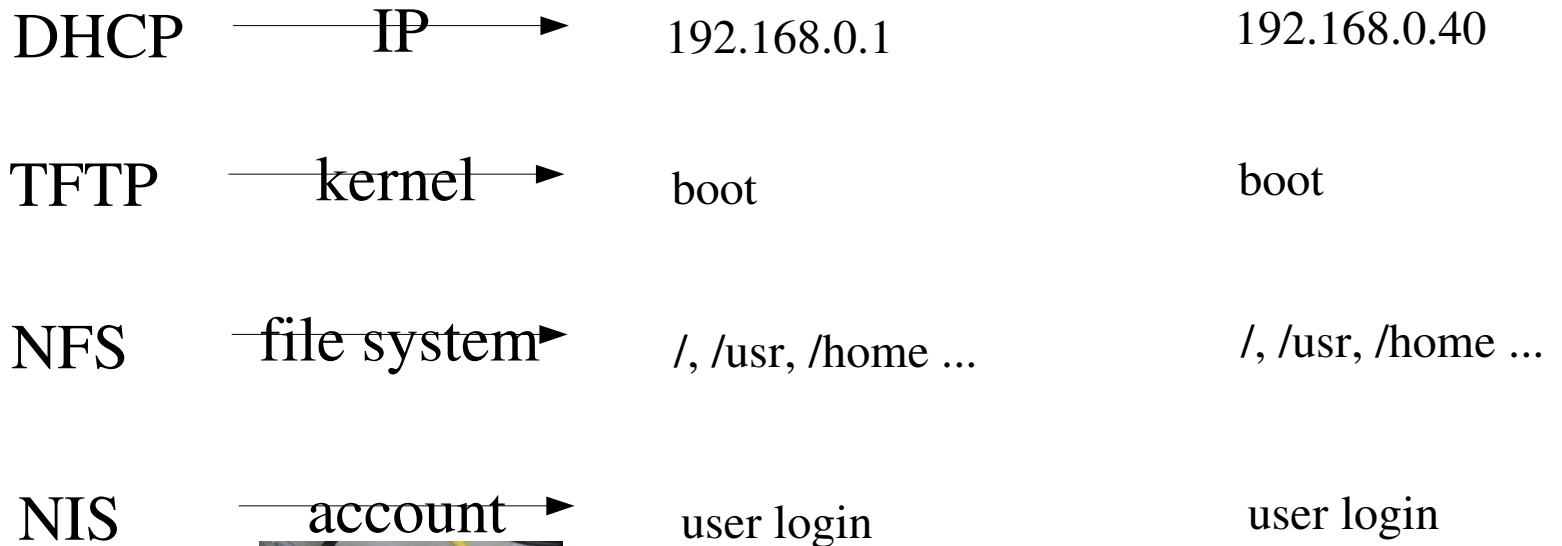 DHCP IP 192.168.0.1 192.168.0.40
TFTP kernel boot boot
NFS file system /, /usr, /home ... /, /usr, /home ...
NIS account user login user login